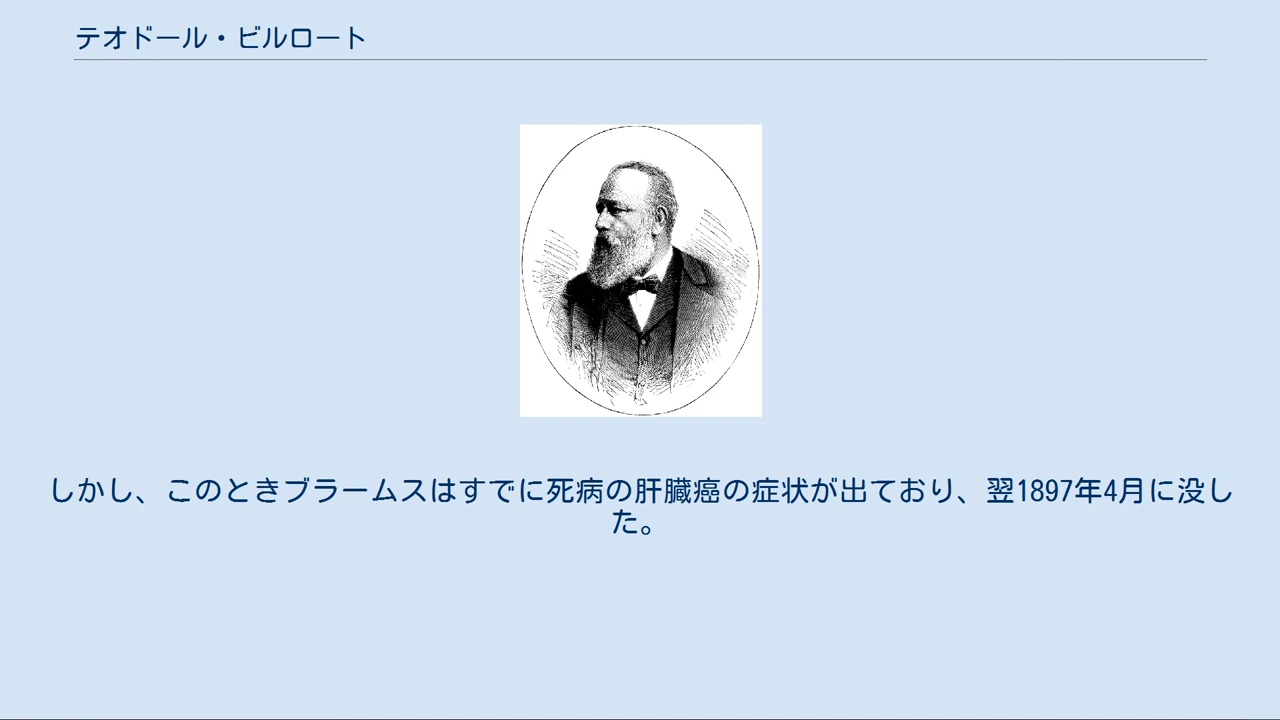 テオドール・ビルロート
しかし、このときブラームスはすでに死病の肝臓癌の症状が出ており、翌1897年4月に没し
た。